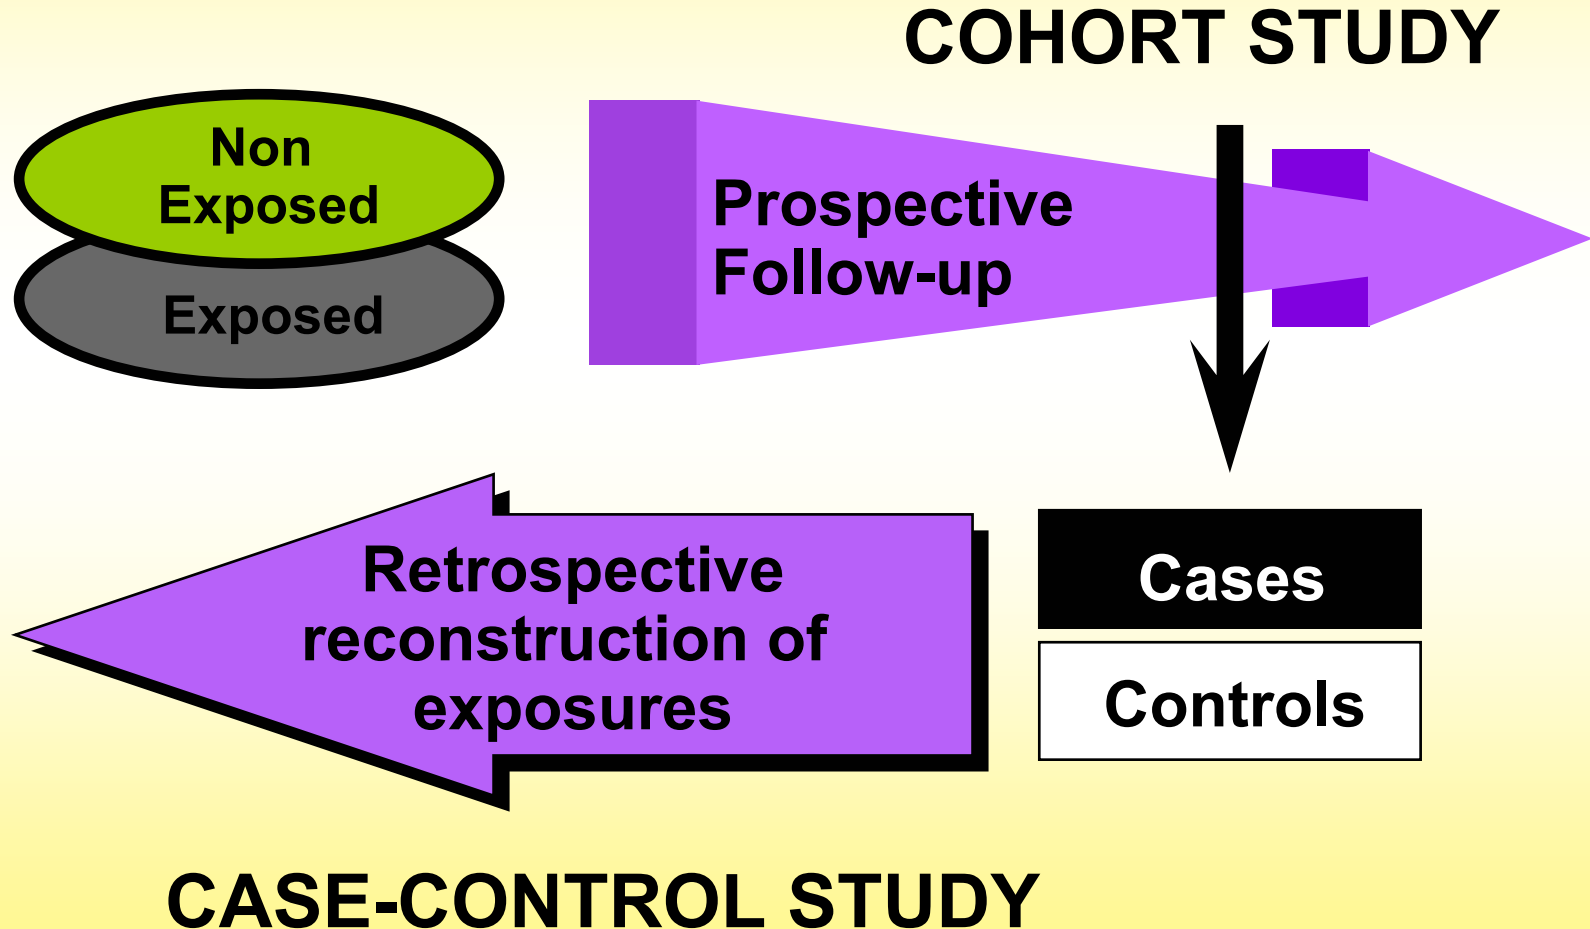 COHORT STUDY
Non
Exposed
Exposed
Prospective
Follow-up
Retrospective
reconstruction of
exposures
Cases
Controls
CASE-CONTROL STUDY